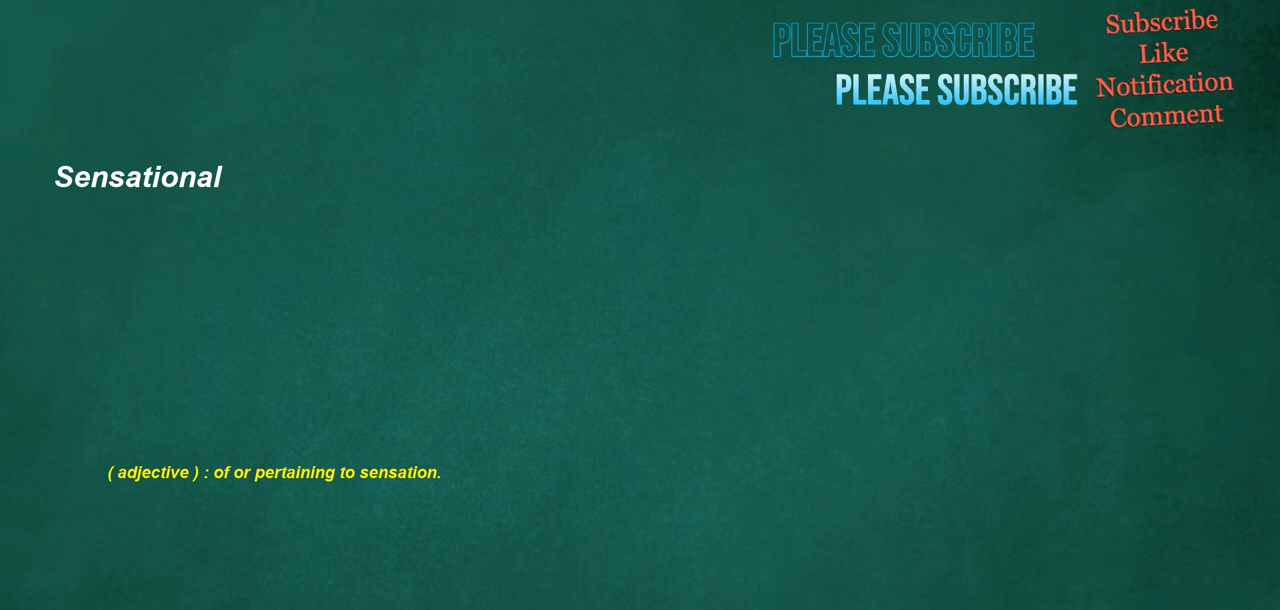 PLEASE SUBSCRIBE
PLEASE SUBSCRIBE
Subscribe
Like
Notification
Comment
Sensational
( adjective ) : of or pertaining to sensation.